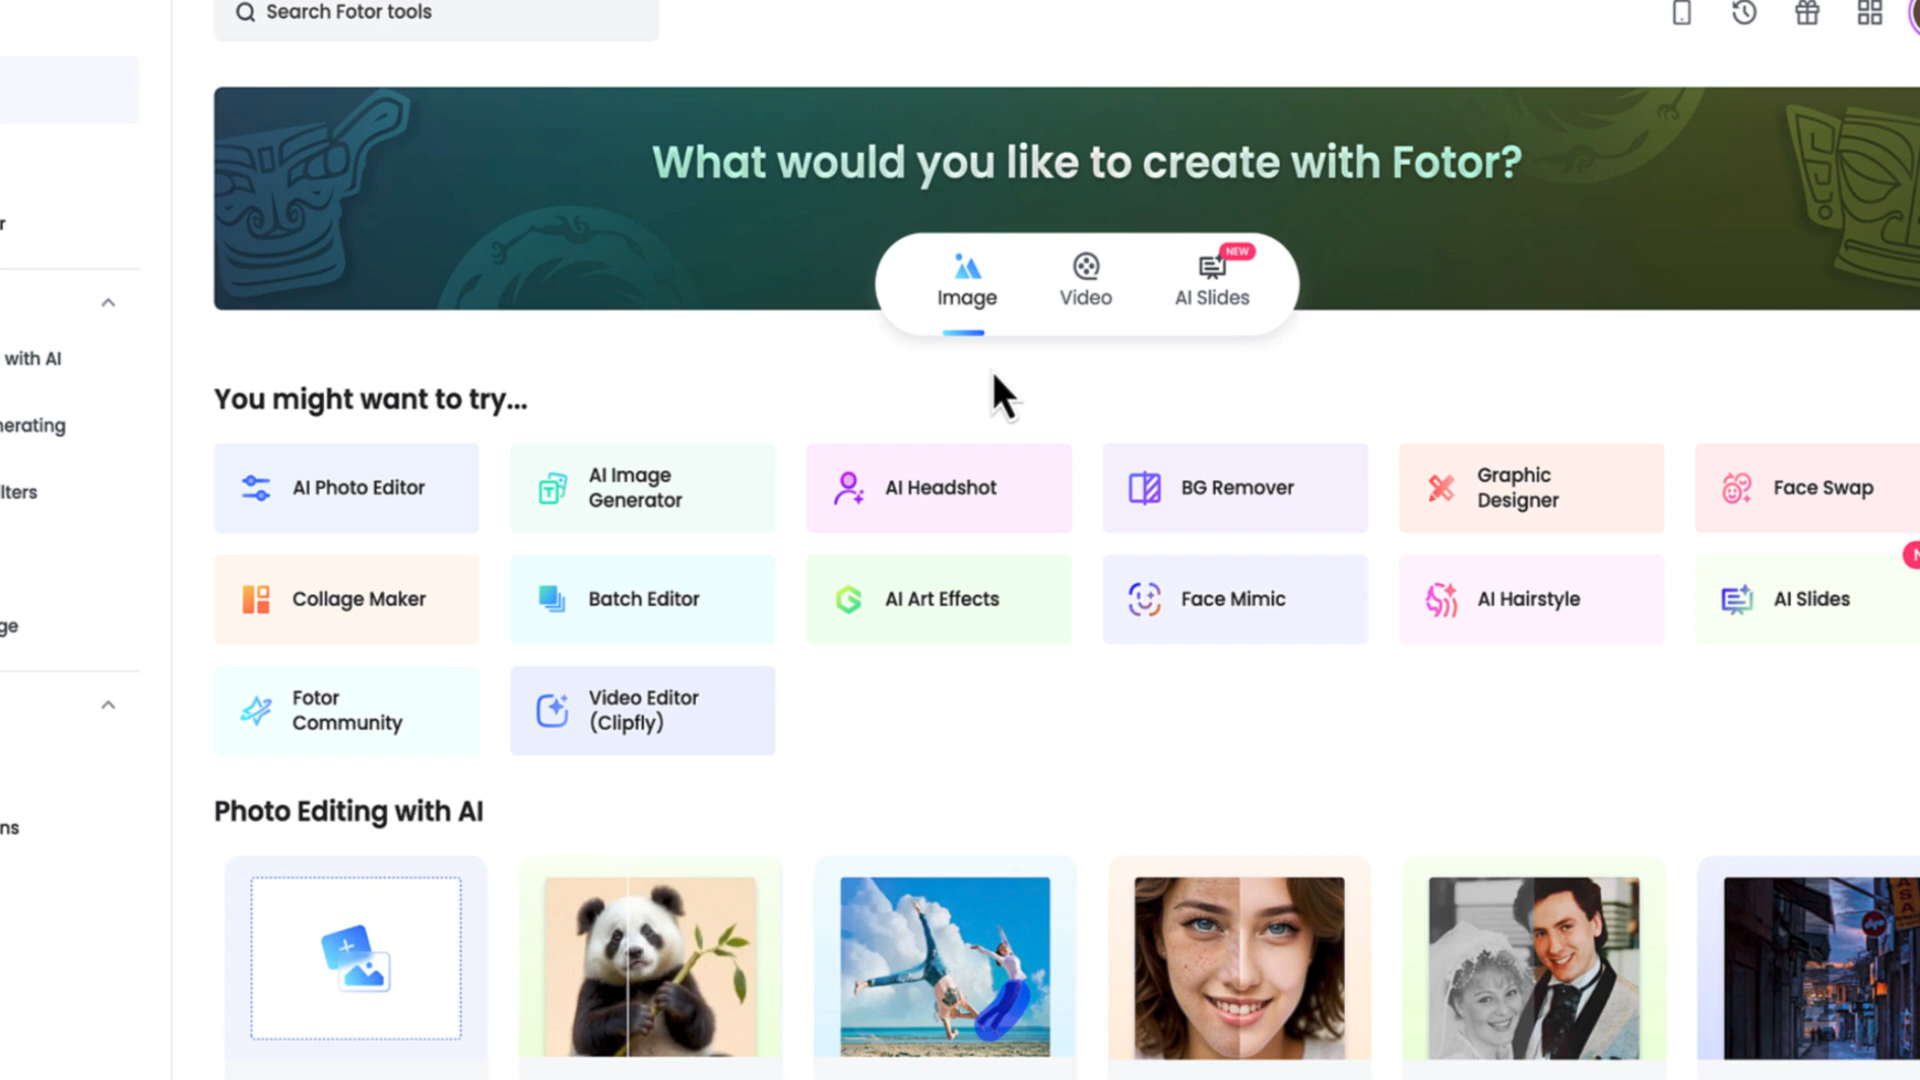 Search Fotor tools
What would you like to create with Fotor?
NEW
Image
Video
AI Slides
r
with AI
nerating
lters
ge
ns
You might want to try...
AI Photo Editor
AI Image
Generator
AI Headshot
BG Remover
Graphic
Designer
Face Swap
Collage Maker
Batch Editor
AI Art Effects
Face Mimic
AI Hairstyle
AI Slides
N
Fotor
Community
Video Editor
(Clipfly)
Photo Editing with AI